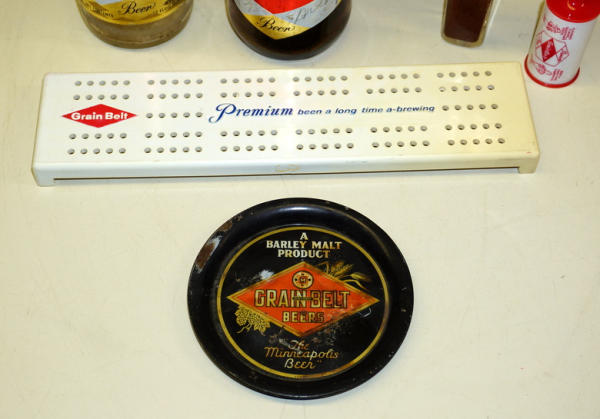 Beer
Beer
Grain Belt
Premium been a long time a-brewing
A
BARLEY MALT
PRODUCT
GRAIN BELT
BEERS
"The
Minneapolis
Beer"